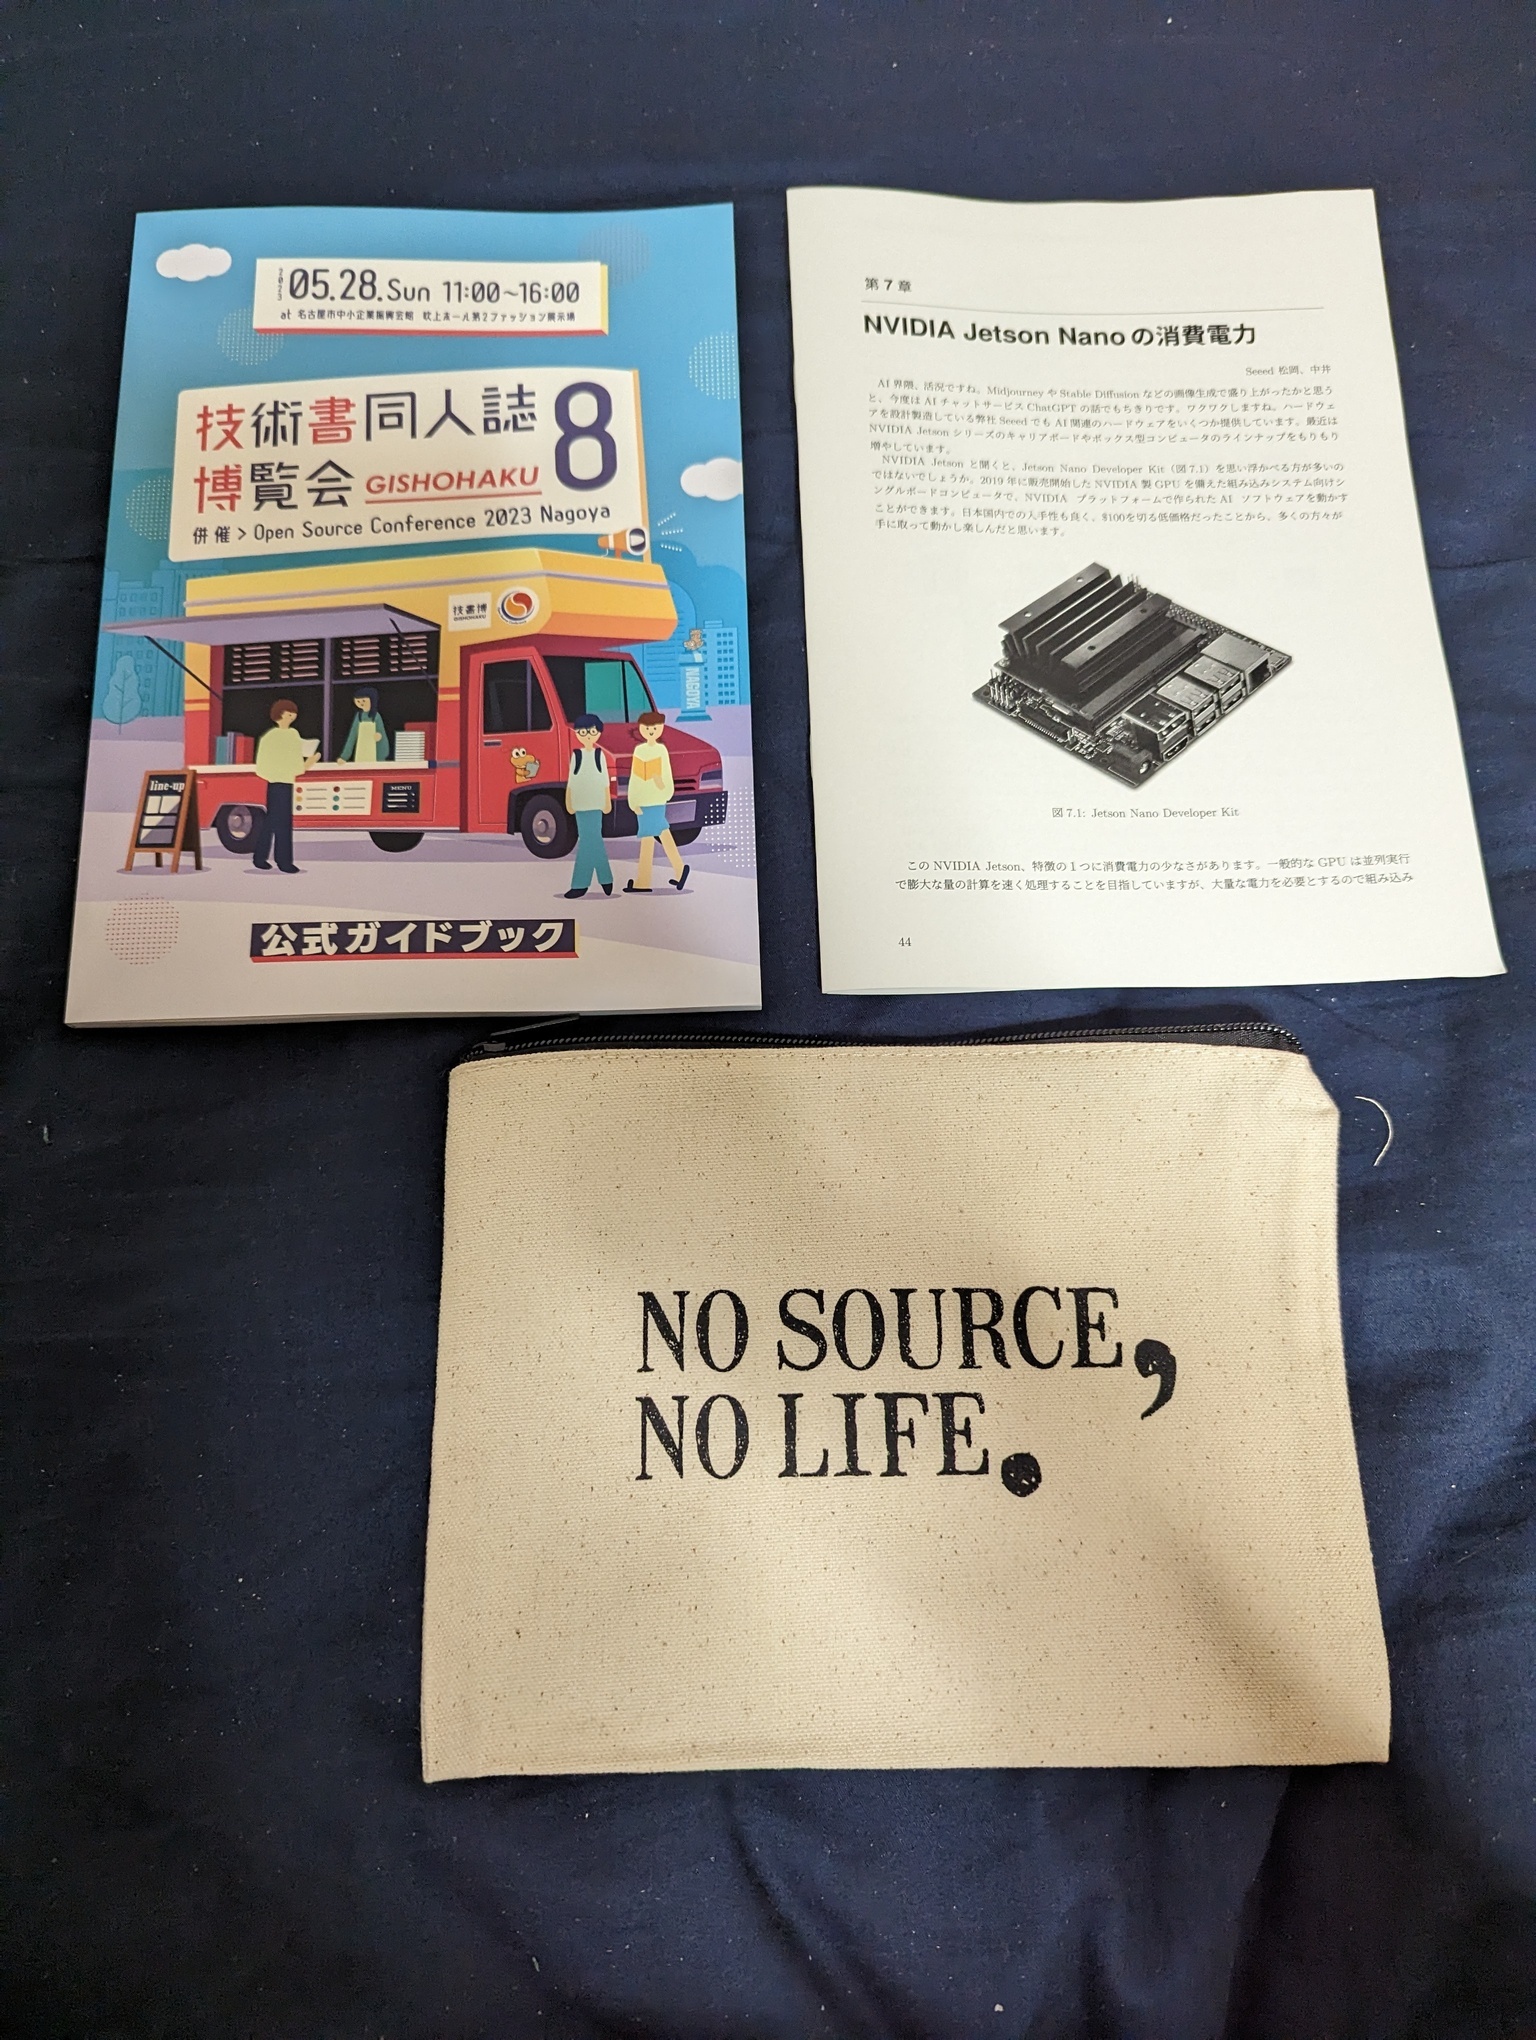 2023
05.28.Sun 11:00~16:00
at 名古屋市中小企業振興会館 吹上ホール第2ファッション展示場
技術書同人誌
博覧会 GISHOHAKU 8
併催 > Open Source Conference 2023 Nagoya
技書博
GISHOHAKU
NAGOYA
line-up
MENU
公式ガイドブック
第 7 章
NVIDIA Jetson Nano の消費電力
Seeed 松岡、中井
AI 界隈、活況ですね。Midjourney や Stable Diffusion などの画像生成で盛り上がったかと思う
と、今度は AI チャットサービス ChatGPT の話でもちきりです。ワクワクしますね。ハードウェ
アを設計製造している弊社 Seeed でも AI 関連のハードウェアをいくつか提供しています。最近は
NVIDIA Jetson シリーズのキャリアボードやボックス型コンピュータのラインナップをもりもり
増やしています。
NVIDIA Jetson と聞くと、Jetson Nano Developer Kit（図 7.1）を思い浮かべる方が多いの
ではないでしょうか。2019 年に販売開始した NVIDIA 製 GPU を備えた組み込みシステム向けシ
ングルボードコンピュータで、NVIDIA プラットフォームで作られた AI ソフトウェアを動かす
ことができます。日本国内での入手性も良く、$100を切る低価格だったことから、多くの方々が
手に取って動かし楽しんだと思います。
図 7.1: Jetson Nano Developer Kit
この NVIDIA Jetson、特徴の 1 つに消費電力の少なさがあります。一般的な GPU は並列実行
で膨大な量の計算を速く処理することを目指していますが、大量な電力を必要とするので組み込み
44
NO SOURCE,
NO LIFE.